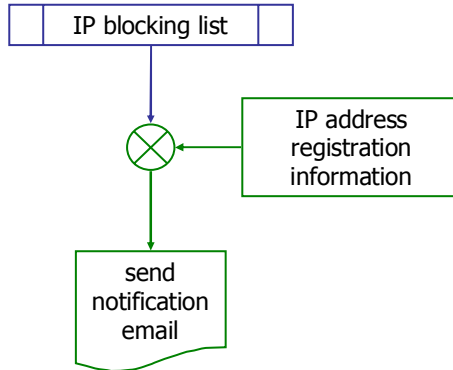 IP blocking list
IP address
registration
information
send
notification
email